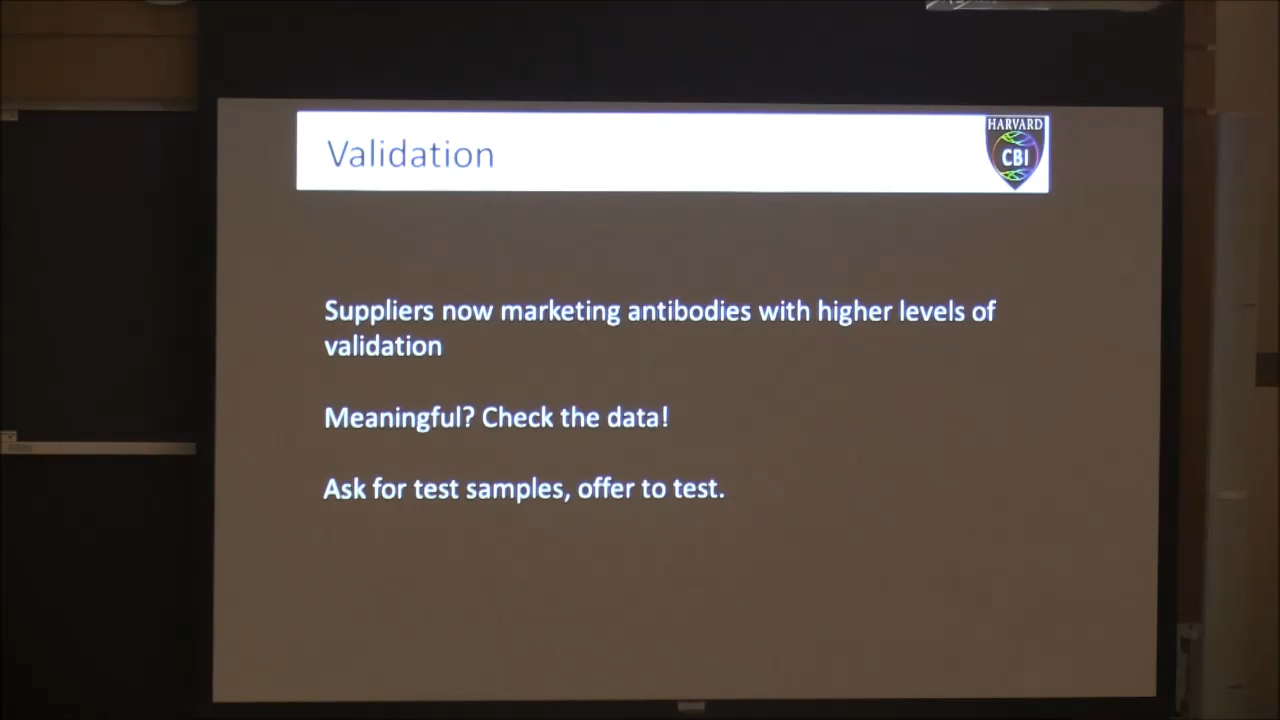 Validation
HARVARD
CBI
Suppliers now marketing antibodies with higher levels of
validation
Meaningful? Check the data!
Ask for test samples, offer to test.